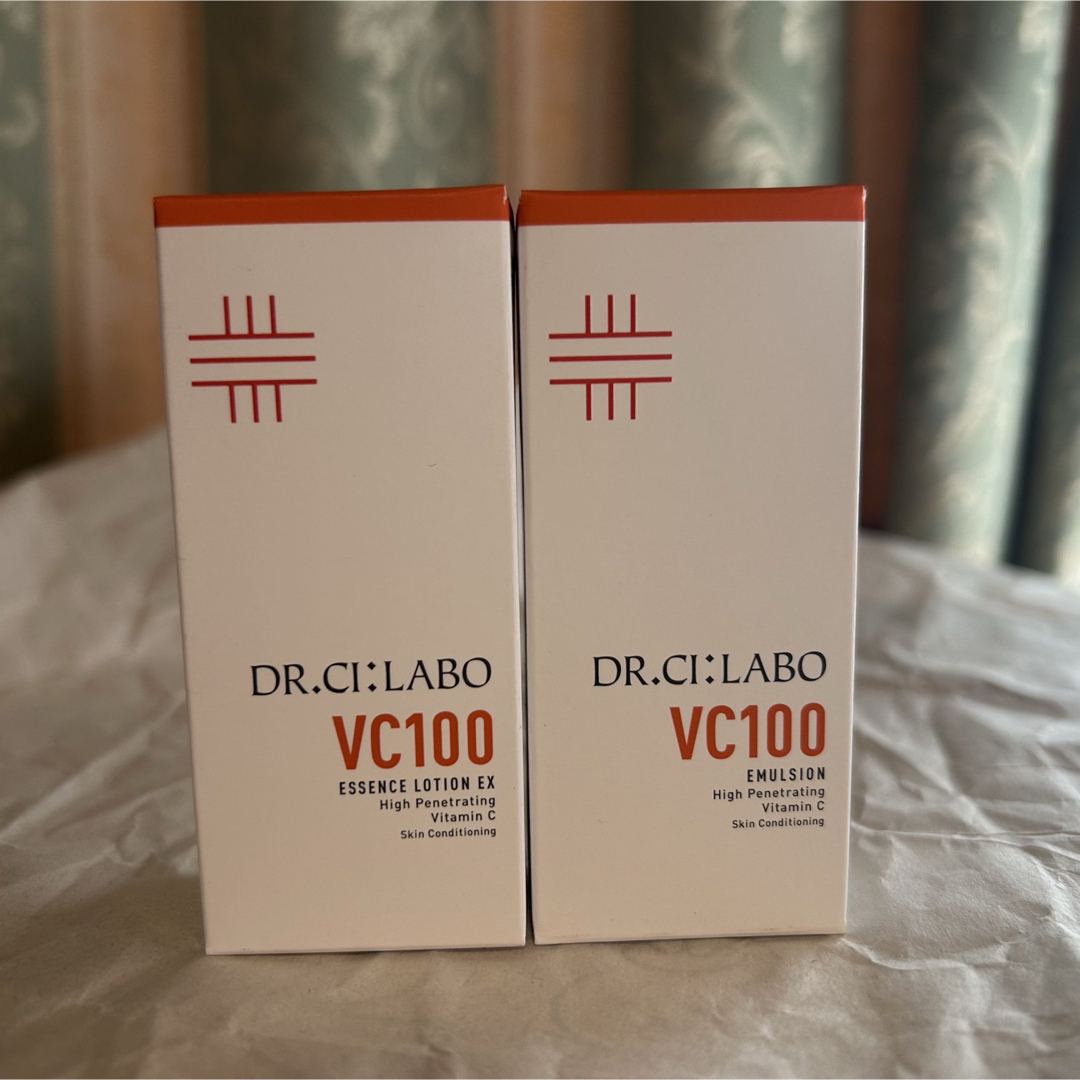 DR.CI:LABO
VC100
ESSENCE LOTION EX
High Penetrating
Vitamin C
Skin Conditioning
DR.CI:LABO
VC100
EMULSION
High Penetrating
Vitamin C
Skin Conditioning